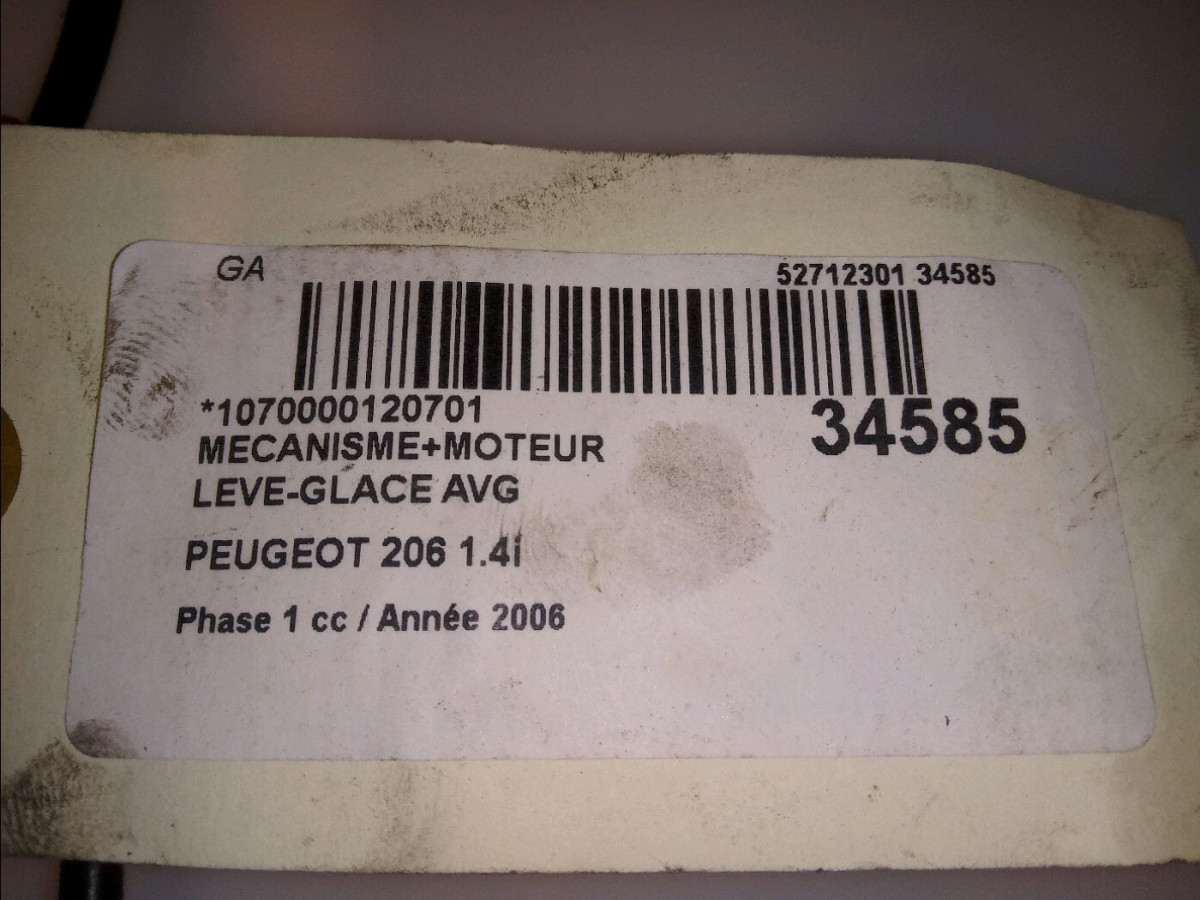 GA
52712301 34585
*1070000120701
34585
MECANISME+MOTEUR
LEVE-GLACE AVG
PEUGEOT 206 1.4i
Phase 1 cc / Année 2006